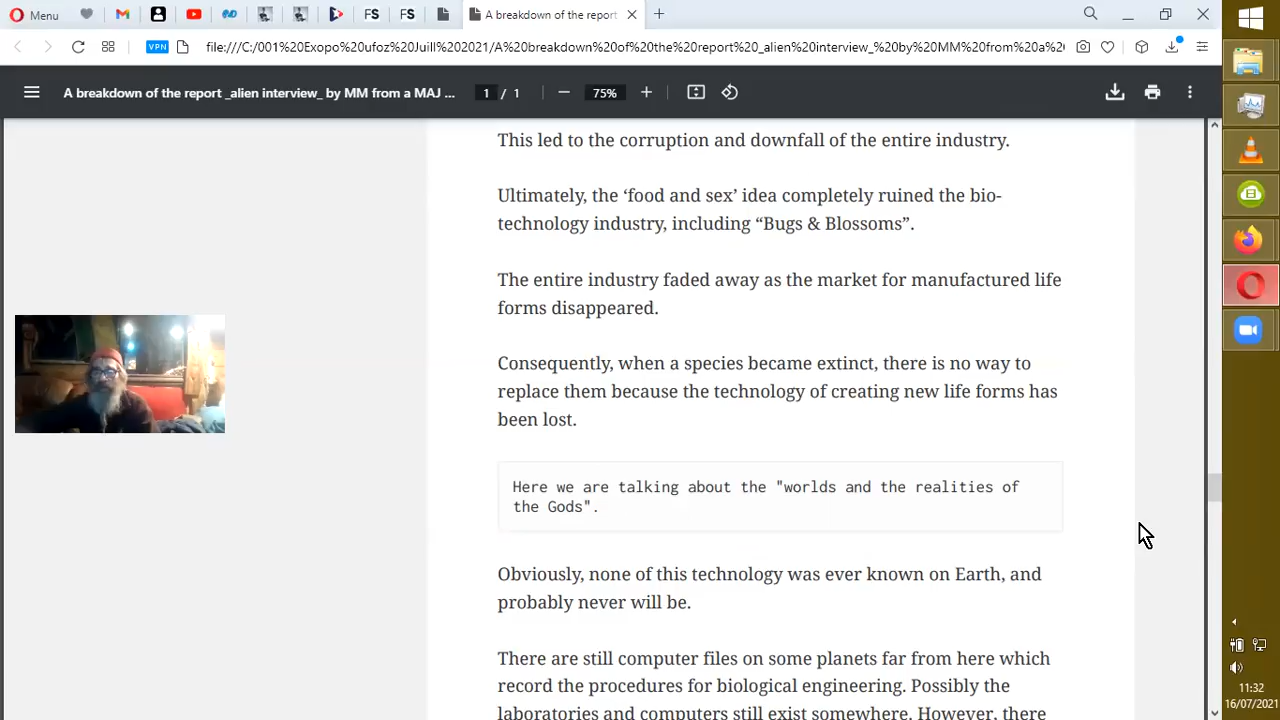 Menu
FS
FS
A breakdown of the report
VPN
file:///C:/001%20Exopo%20ufoz%20Juill%202021/A%20breakdown%20of%20the%20report%20_alien%20interview_%20by%20MM%20from%20a%20
A breakdown of the report _alien interview_ by MM from a MAJ ...
1 / 1
75%
This led to the corruption and downfall of the entire industry.
Ultimately, the ‘food and sex’ idea completely ruined the bio-
technology industry, including “Bugs & Blossoms”.
The entire industry faded away as the market for manufactured life
forms disappeared.
Consequently, when a species became extinct, there is no way to
replace them because the technology of creating new life forms has
been lost.
Here we are talking about the "worlds and the realities of
the Gods".
Obviously, none of this technology was ever known on Earth, and
probably never will be.
There are still computer files on some planets far from here which
record the procedures for biological engineering. Possibly the
laboratories and computers still exist somewhere. However, there
11:32
16/07/2021